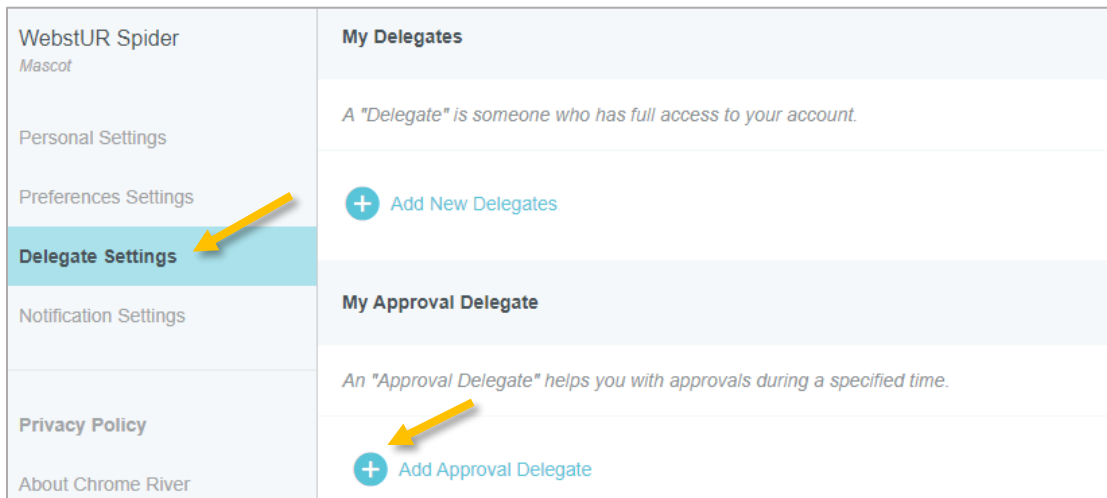 WebstUR Spider
Mascot
Personal Settings
Preferences Settings
Delegate Settings
Notification Settings
Privacy Policy
About Chrome River
My Delegates
A "Delegate" is someone who has full access to your account.
Add New Delegates
My Approval Delegate
An "Approval Delegate" helps you with approvals during a specified time.
Add Approval Delegate